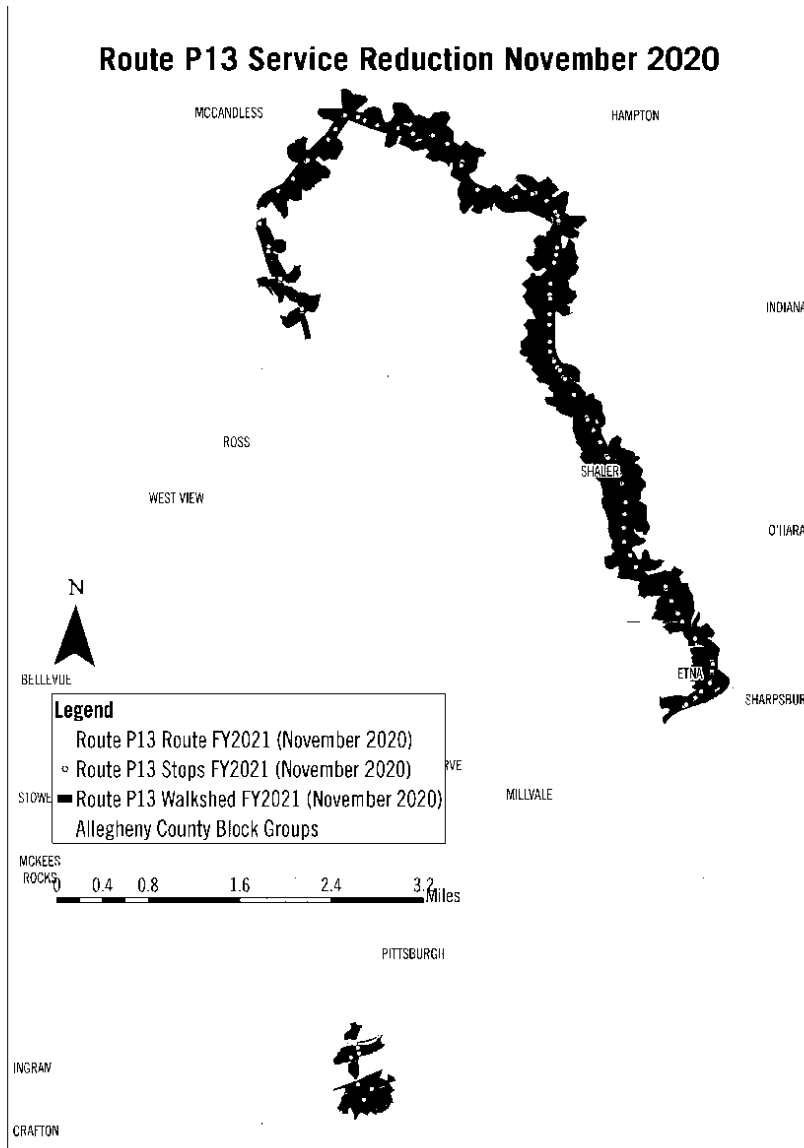 Route P13 Service Reduction November 2020
MCCANDLESS
HAMPTON
INDIANA
ROSS
SHALER
WEST VIEW
O'HARA
N
ETNA
BELLEVUE
SHARPSBUR
Legend
Route P13 Route FY2021 (November 2020)
Route P13 Stops FY2021 (November 2020)
Route P13 Walkshed FY2021 (November 2020)
Allegheny County Block Groups
RVE
STOWE
MILLVALE
MCKEES
ROCKS
0 0.4 0.8 1.6 2.4 3.2
Miles
PITTSBURGH
INGRAM
CRAFTON